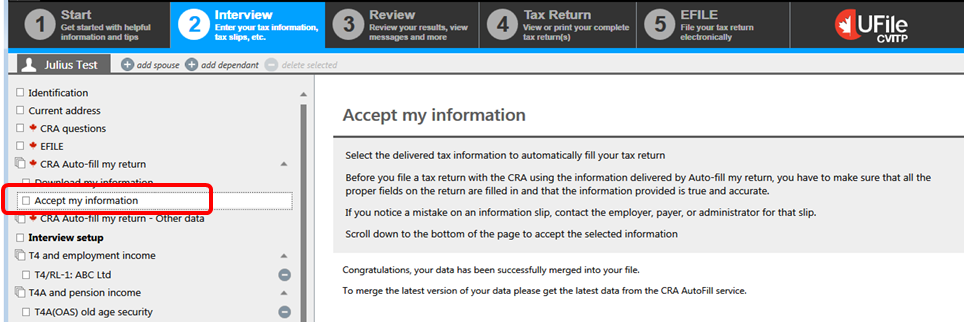 1 Start
Get started with helpful
information and tips
2 Interview
Enter your tax information,
tax slips, etc.
3 Review
Review your results, view
messages and more
4 Tax Return
View or print your complete
tax return(s)
5 EFILE
File your tax return
electronically
UFile
CVITP
Julius Test
add spouse
add dependant
delete selected
Identification
Current address
CRA questions
EFILE
CRA Auto-fill my return
Download my information
Accept my information
CRA Auto-fill my return - Other data
Interview setup
T4 and employment income
T4/RL-1: ABC Ltd
T4A and pension income
T4A(OAS) old age security
Accept my information
Select the delivered tax information to automatically fill your tax return
Before you file a tax return with the CRA using the information delivered by Auto-fill my return, you have to make sure that all the
proper fields on the return are filled in and that the information provided is true and accurate.
If you notice a mistake on an information slip, contact the employer, payer, or administrator for that slip.
Scroll down to the bottom of the page to accept the selected information
Congratulations, your data has been successfully merged into your file.
To merge the latest version of your data please get the latest data from the CRA AutoFill service.